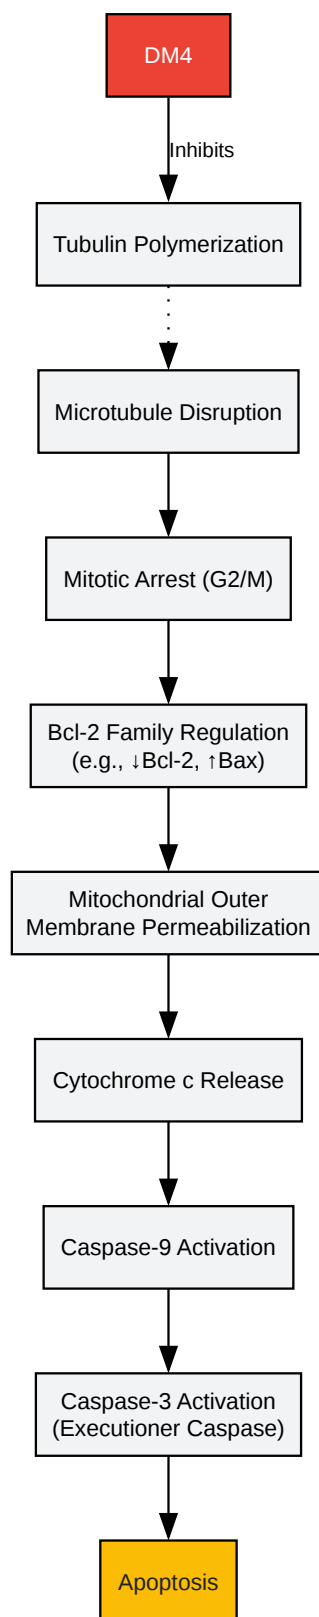 DM4
Inhibits
Tubulin Polymerization
Microtubule Disruption
Mitotic Arrest (G2/M)
Bcl-2 Family Regulation
(e.g., ↓Bcl-2, ↑Bax)
Mitochondrial Outer
Membrane Permeabilization
Cytochrome c Release
Caspase-9 Activation
Caspase-3 Activation
(Executioner Caspase)
Apoptosis